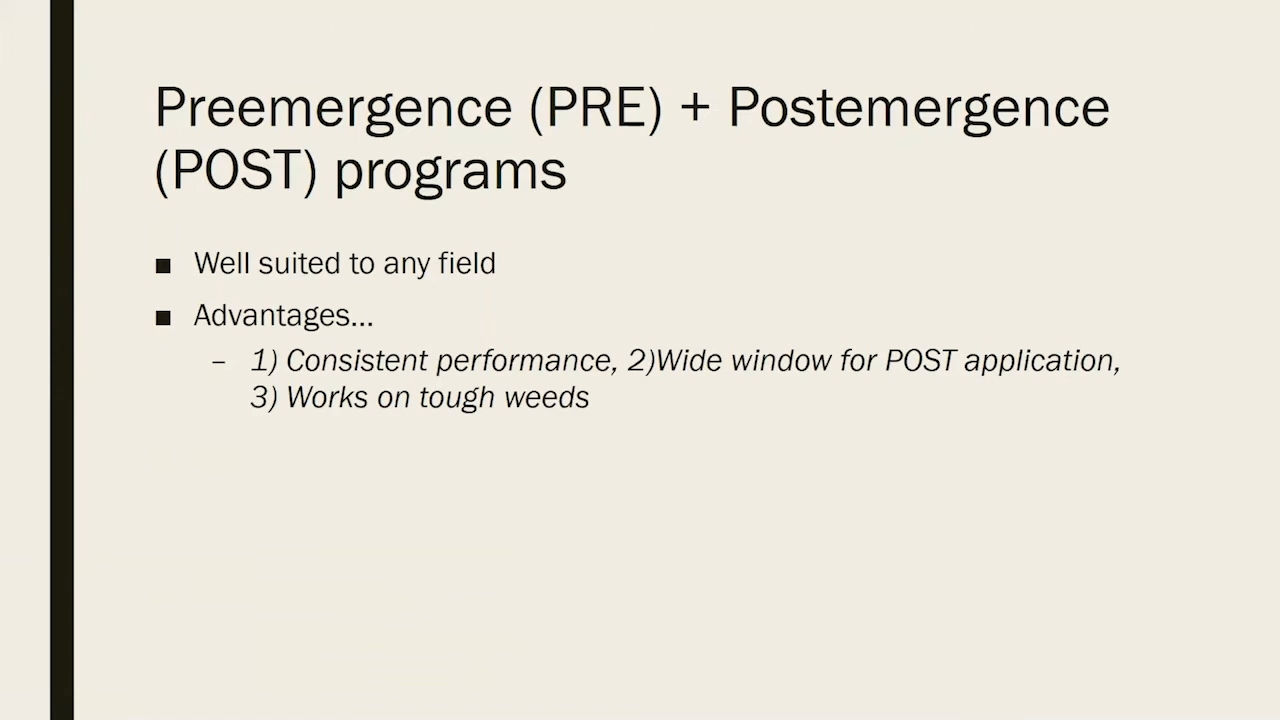 Preemergence (PRE) + Postemergence
(POST) programs
■ Well suited to any field
■ Advantages...
– 1) Consistent performance, 2)Wide window for POST application,
3) Works on tough weeds